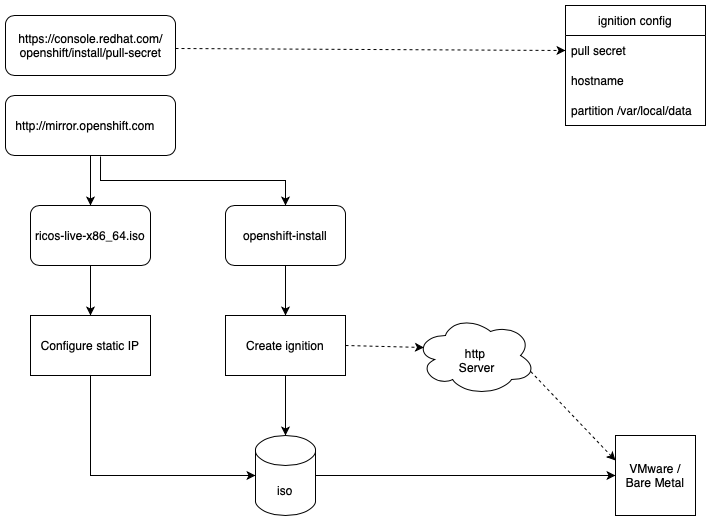 https://console.redhat.com/
openshift/install/pull-secret
ignition config
pull secret
hostname
partition /var/local/data
http://mirror.openshift.com
ricos-live-x86_64.iso
openshift-install
Configure static IP
Create ignition
http
Server
iso
VMware /
Bare Metal